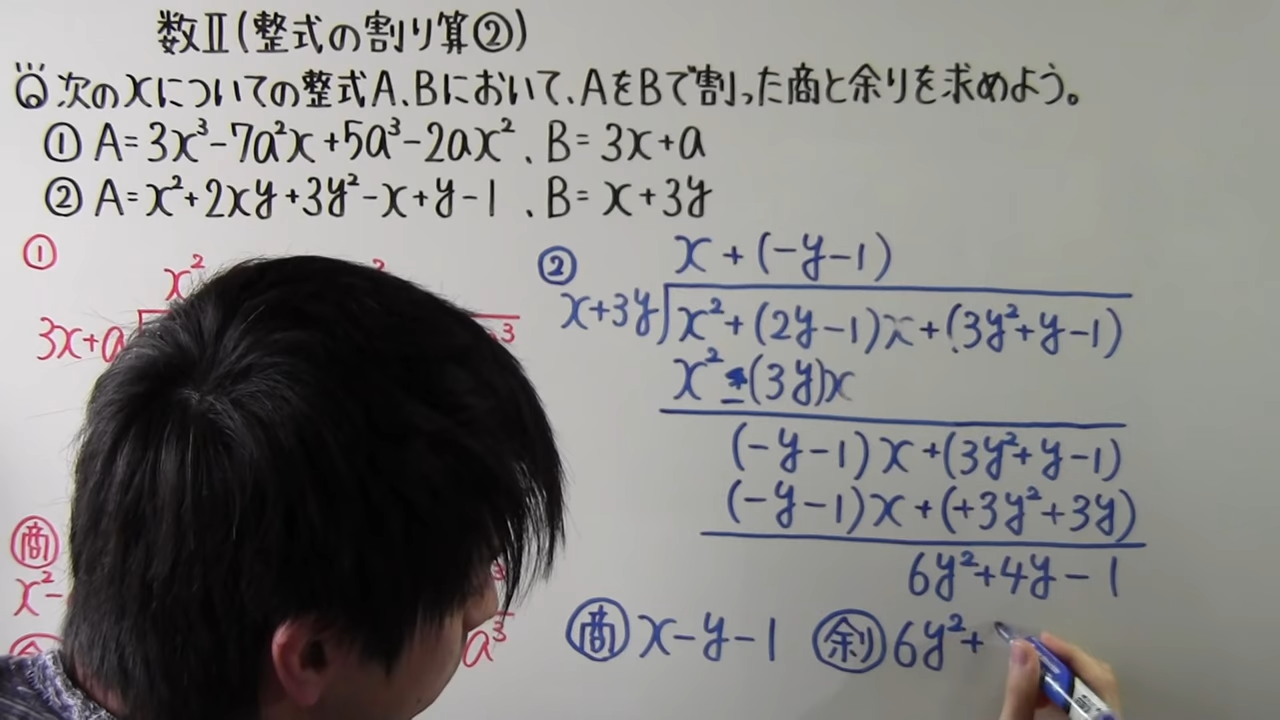 数Ⅱ(整式の割り算②)
Q 次のxについての整式A、Bにおいて、AをBで割った商と余りを求めよう。
① A=3x³-7a²x+5a³-2ax²、B=3x+a
② A=x²+2xy+3y²-x+y-1、B=x+3y
①
x²
3x+a
商
x²-
a³
②
x+(-y-1)
x+3y)x²+(2y-1)x+(3y²+y-1)
x²+(3y)x
(-y-1)x+(3y²+y-1)
(-y-1)x+(+3y²+3y)
6y²+4y-1
商 x-y-1 余り 6y²+